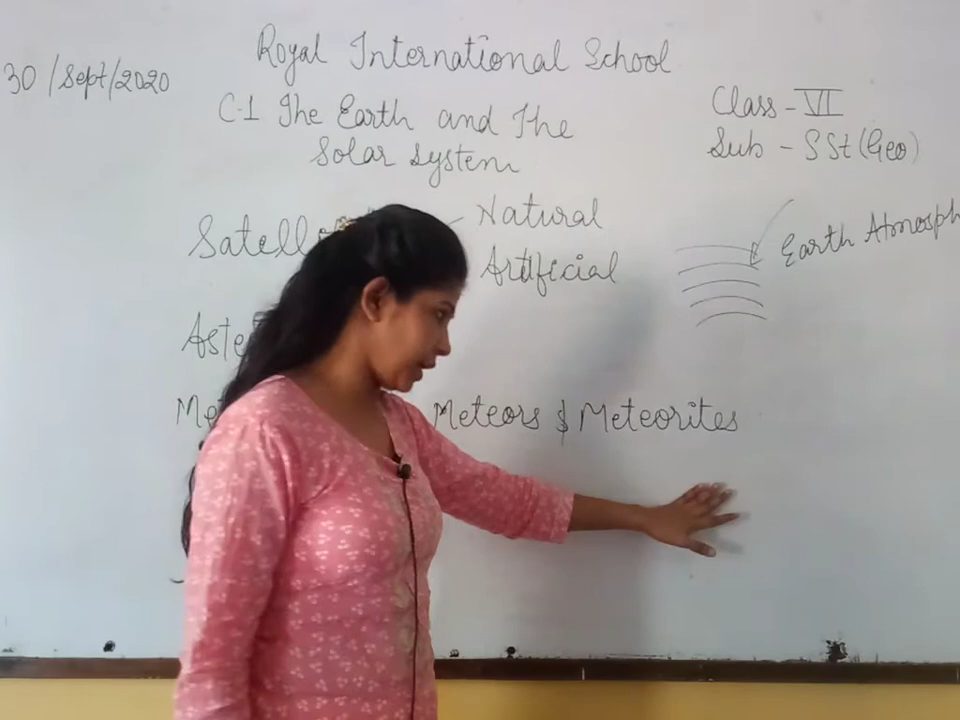 Royal International School
30/Sept/2020
C-1 The Earth and The
Solar System
Class - VI
Sub - SSt (Geo)
Natural
Artificial
Earth Atmosph
Meteors & Meteorites